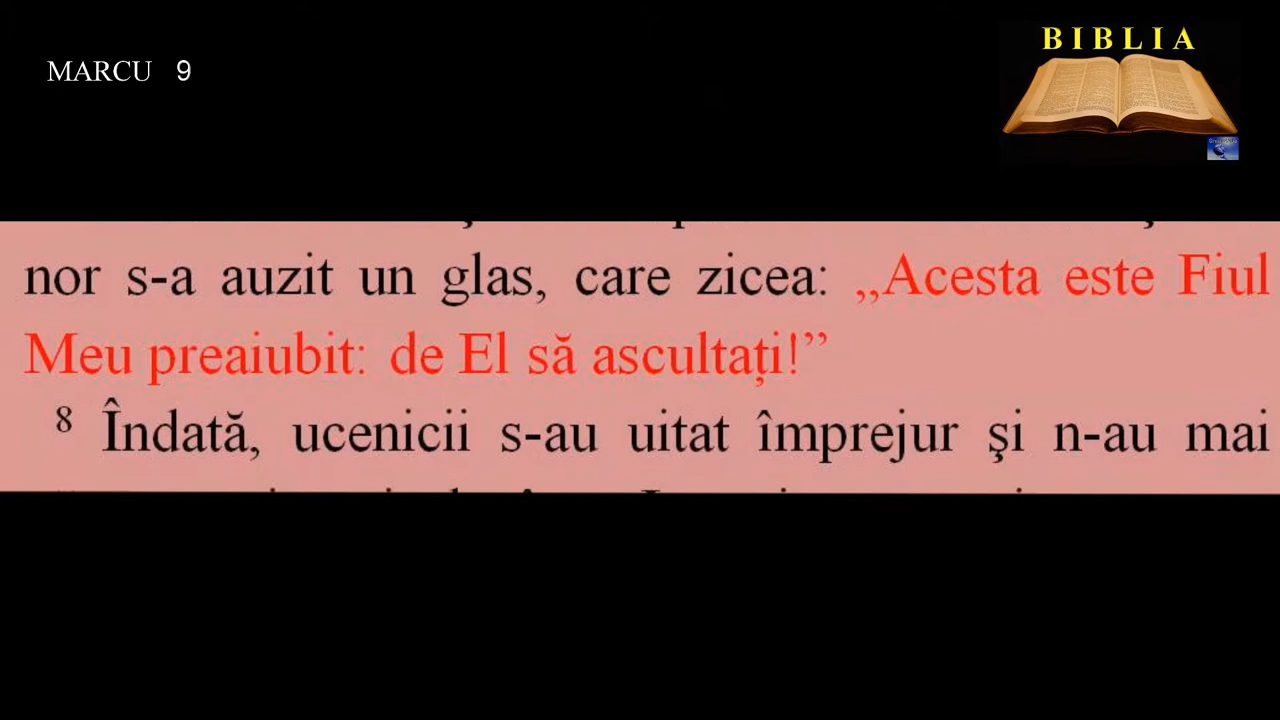 BIBLIA
MARCU 9
nor s-a auzit un glas, care zicea: „Acesta este Fiul
Meu preaiubit: de El să ascultați!”
8 Îndată, ucenicii s-au uitat împrejur şi n-au mai